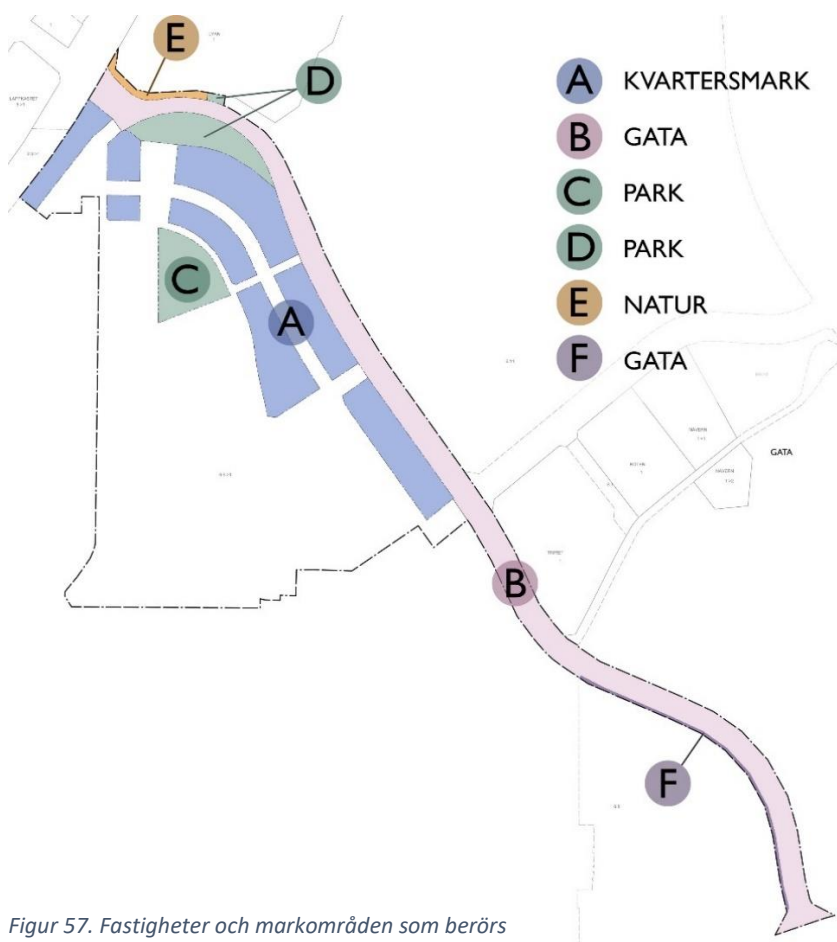 E
D
A KVARTERSMARK
B GATA
C PARK
D PARK
E NATUR
F GATA
C
A
GATA
B
F
Figur 57. Fastigheter och markområden som berörs